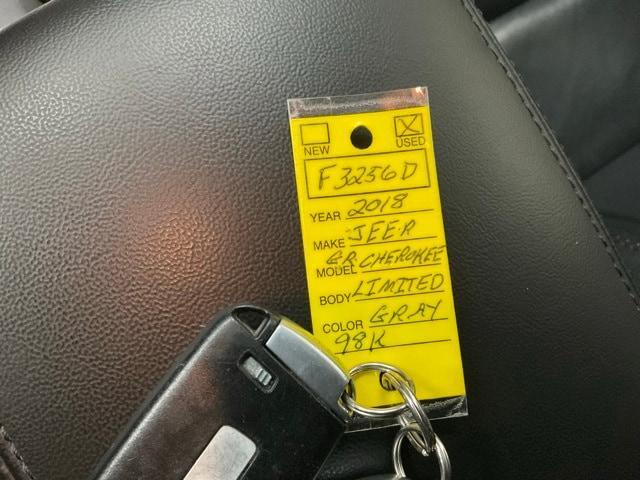 NEW USED
F3256D
YEAR 2018
MAKE JEEP
MODEL GR CHEROKEE
BODY LIMITED
COLOR GRAY
98K